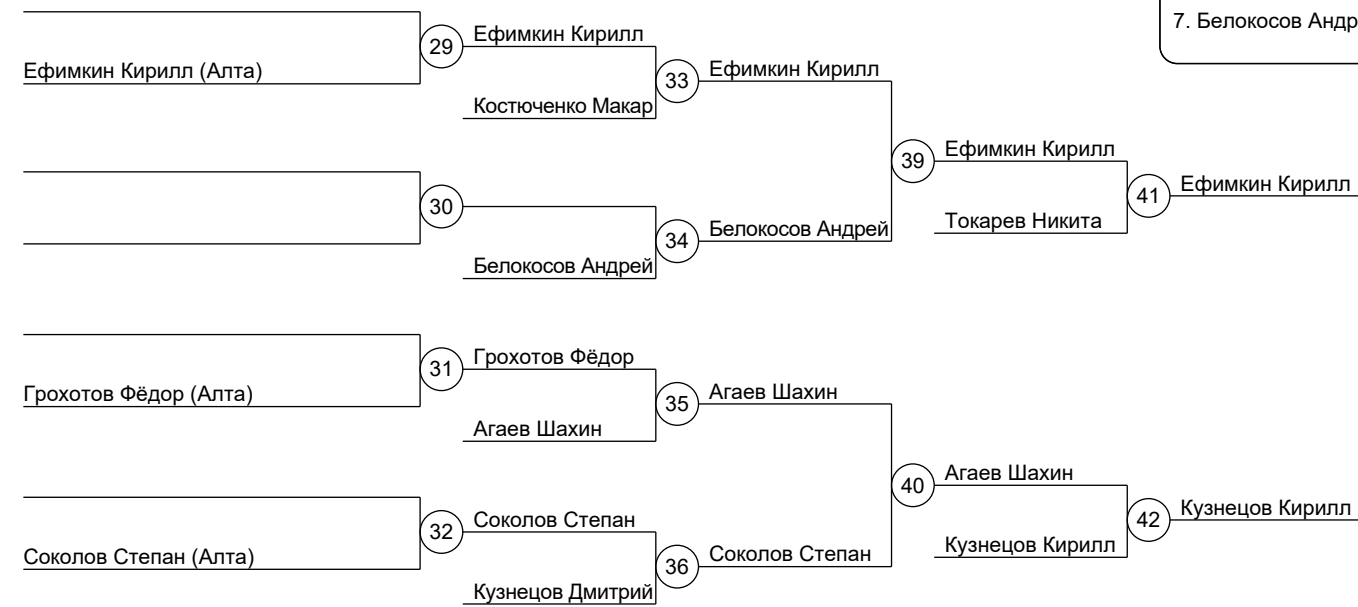 7. Белокосов Андр
29
Ефимкин Кирилл
Ефимкин Кирилл (Алта)
33
Ефимкин Кирилл
Костюченко Макар
39
Ефимкин Кирилл
30
41
Ефимкин Кирилл
34
Белокосов Андрей
Токарев Никита
Белокосов Андрей
31
Грохотов Фёдор
Грохотов Фёдор (Алта)
35
Агаев Шахин
Агаев Шахин
40
Агаев Шахин
32
Соколов Степан
42
Кузнецов Кирилл
Соколов Степан (Алта)
36
Соколов Степан
Кузнецов Кирилл
Кузнецов Дмитрий